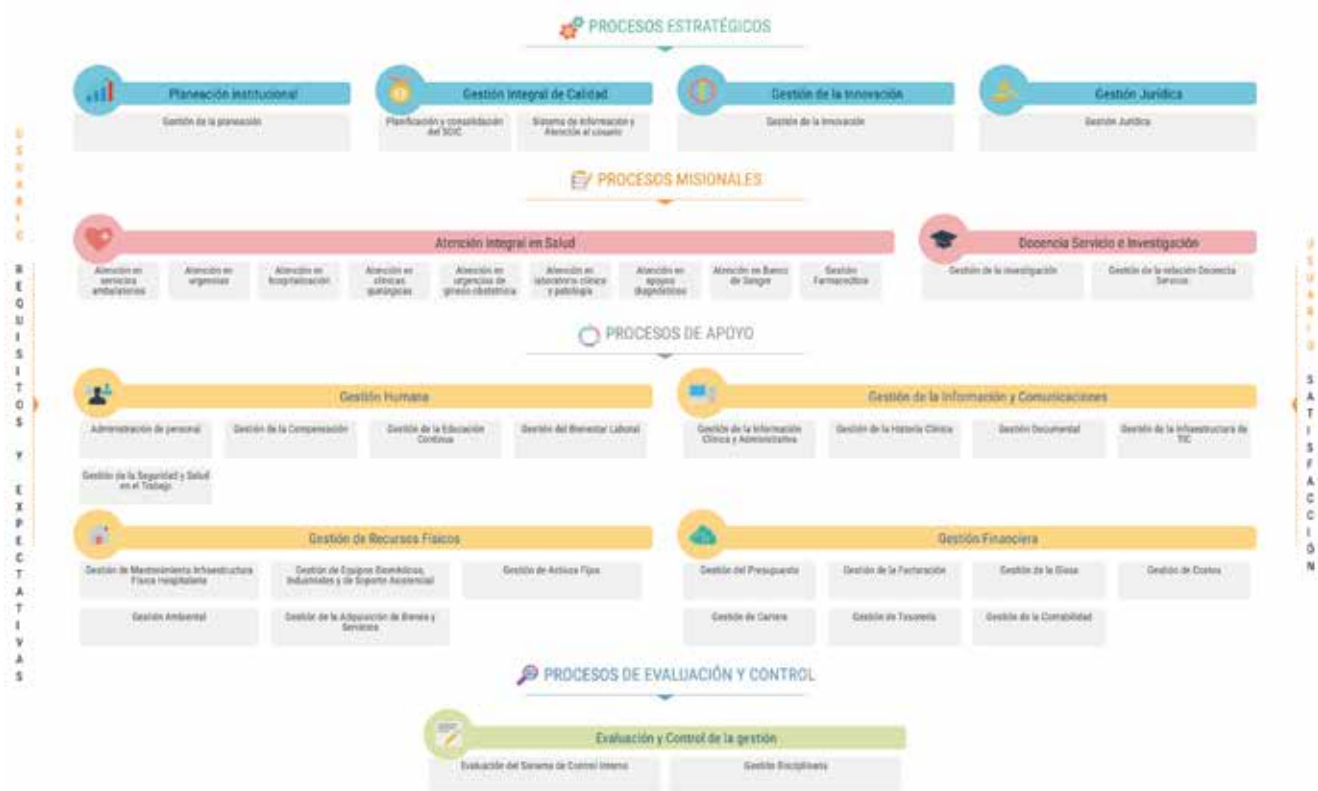 PROCESOS ESTRATÉGICOS
Planeación institucional
Gestión de la planeación
Gestión Integral de Calidad
Planificación y consolidación
del SGIC
Sistema de Información y
Atención al usuario
Gestión de la Innovación
Gestión de la Innovación
Gestión Jurídica
Gestión Jurídica
PROCESOS MISIONALES
Atención Integral en Salud
Atención en
servicios
ambulatorios
Atención en
urgencias
Atención en
hospitalización
Atención en
clínicas
quirúrgicas
Atención en
urgencias de
gineco obstetricia
Atención en
laboratorio clínico
y patología
Atención en
apoyos
diagnósticos
Atención en Banco
de Sangre
Gestión
Farmacéutica
Docencia Servicio e Investigación
Gestión de la investigación
Gestión de la relación Docencia
Servicio
PROCESOS DE APOYO
Gestión Humana
Administración de personal
Gestión de la Compensación
Gestión de la Educación
Continua
Gestión del Bienestar Laboral
Gestión de la Seguridad y Salud
en el Trabajo
Gestión de la Información y Comunicaciones
Gestión de la Información
Clínica y Administrativa
Gestión de la Historia Clínica
Gestión Documental
Gestión de la Infraestructura de
TIC
Gestión de Recursos Físicos
Gestión de Mantenimiento Infraestructura
Física Hospitalaria
Gestión de Equipos Biomédicos,
Industriales y de Soporte Asistencial
Gestión de Activos Fijos
Gestión Ambiental
Gestión de la Adquisición de Bienes y
Servicios
Gestión Financiera
Gestión del Presupuesto
Gestión de la Facturación
Gestión de la Glosa
Gestión de Costos
Gestión de Cartera
Gestión de Tesorería
Gestión de la Contabilidad
PROCESOS DE EVALUACIÓN Y CONTROL
Evaluación y Control de la gestión
Evaluación del Sistema de Control Interno
Gestión Disciplinaria
USUARIO REQUISITOS Y EXPECTATIVAS
USUARIO SATISFACCIÓN